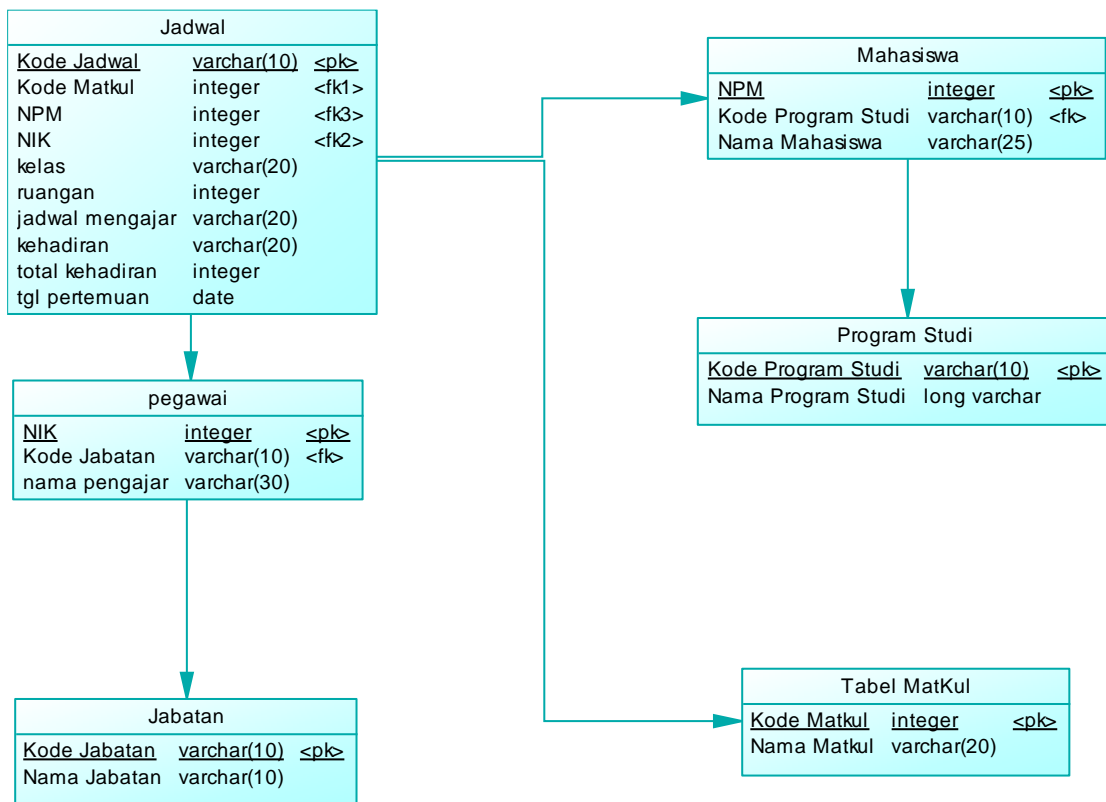 Jadwal
Kode Jadwal varchar(10) <pk>
Kode Matkul integer <fk1>
NPM integer <fk3>
NIK integer <fk2>
kelas varchar(20)
ruangan integer
jadwal mengajar varchar(20)
kehadiran varchar(20)
total kehadiran integer
tgl pertemuan date
Mahasiswa
NPM integer <pk>
Kode Program Studi varchar(10) <fk>
Nama Mahasiswa varchar(25)
Program Studi
Kode Program Studi varchar(10) <pk>
Nama Program Studi long varchar
pegawai
NIK integer <pk>
Kode Jabatan varchar(10) <fk>
nama pengajar varchar(30)
Jabatan
Kode Jabatan varchar(10) <pk>
Nama Jabatan varchar(10)
Tabel MatKul
Kode Matkul integer <pk>
Nama Matkul varchar(20)